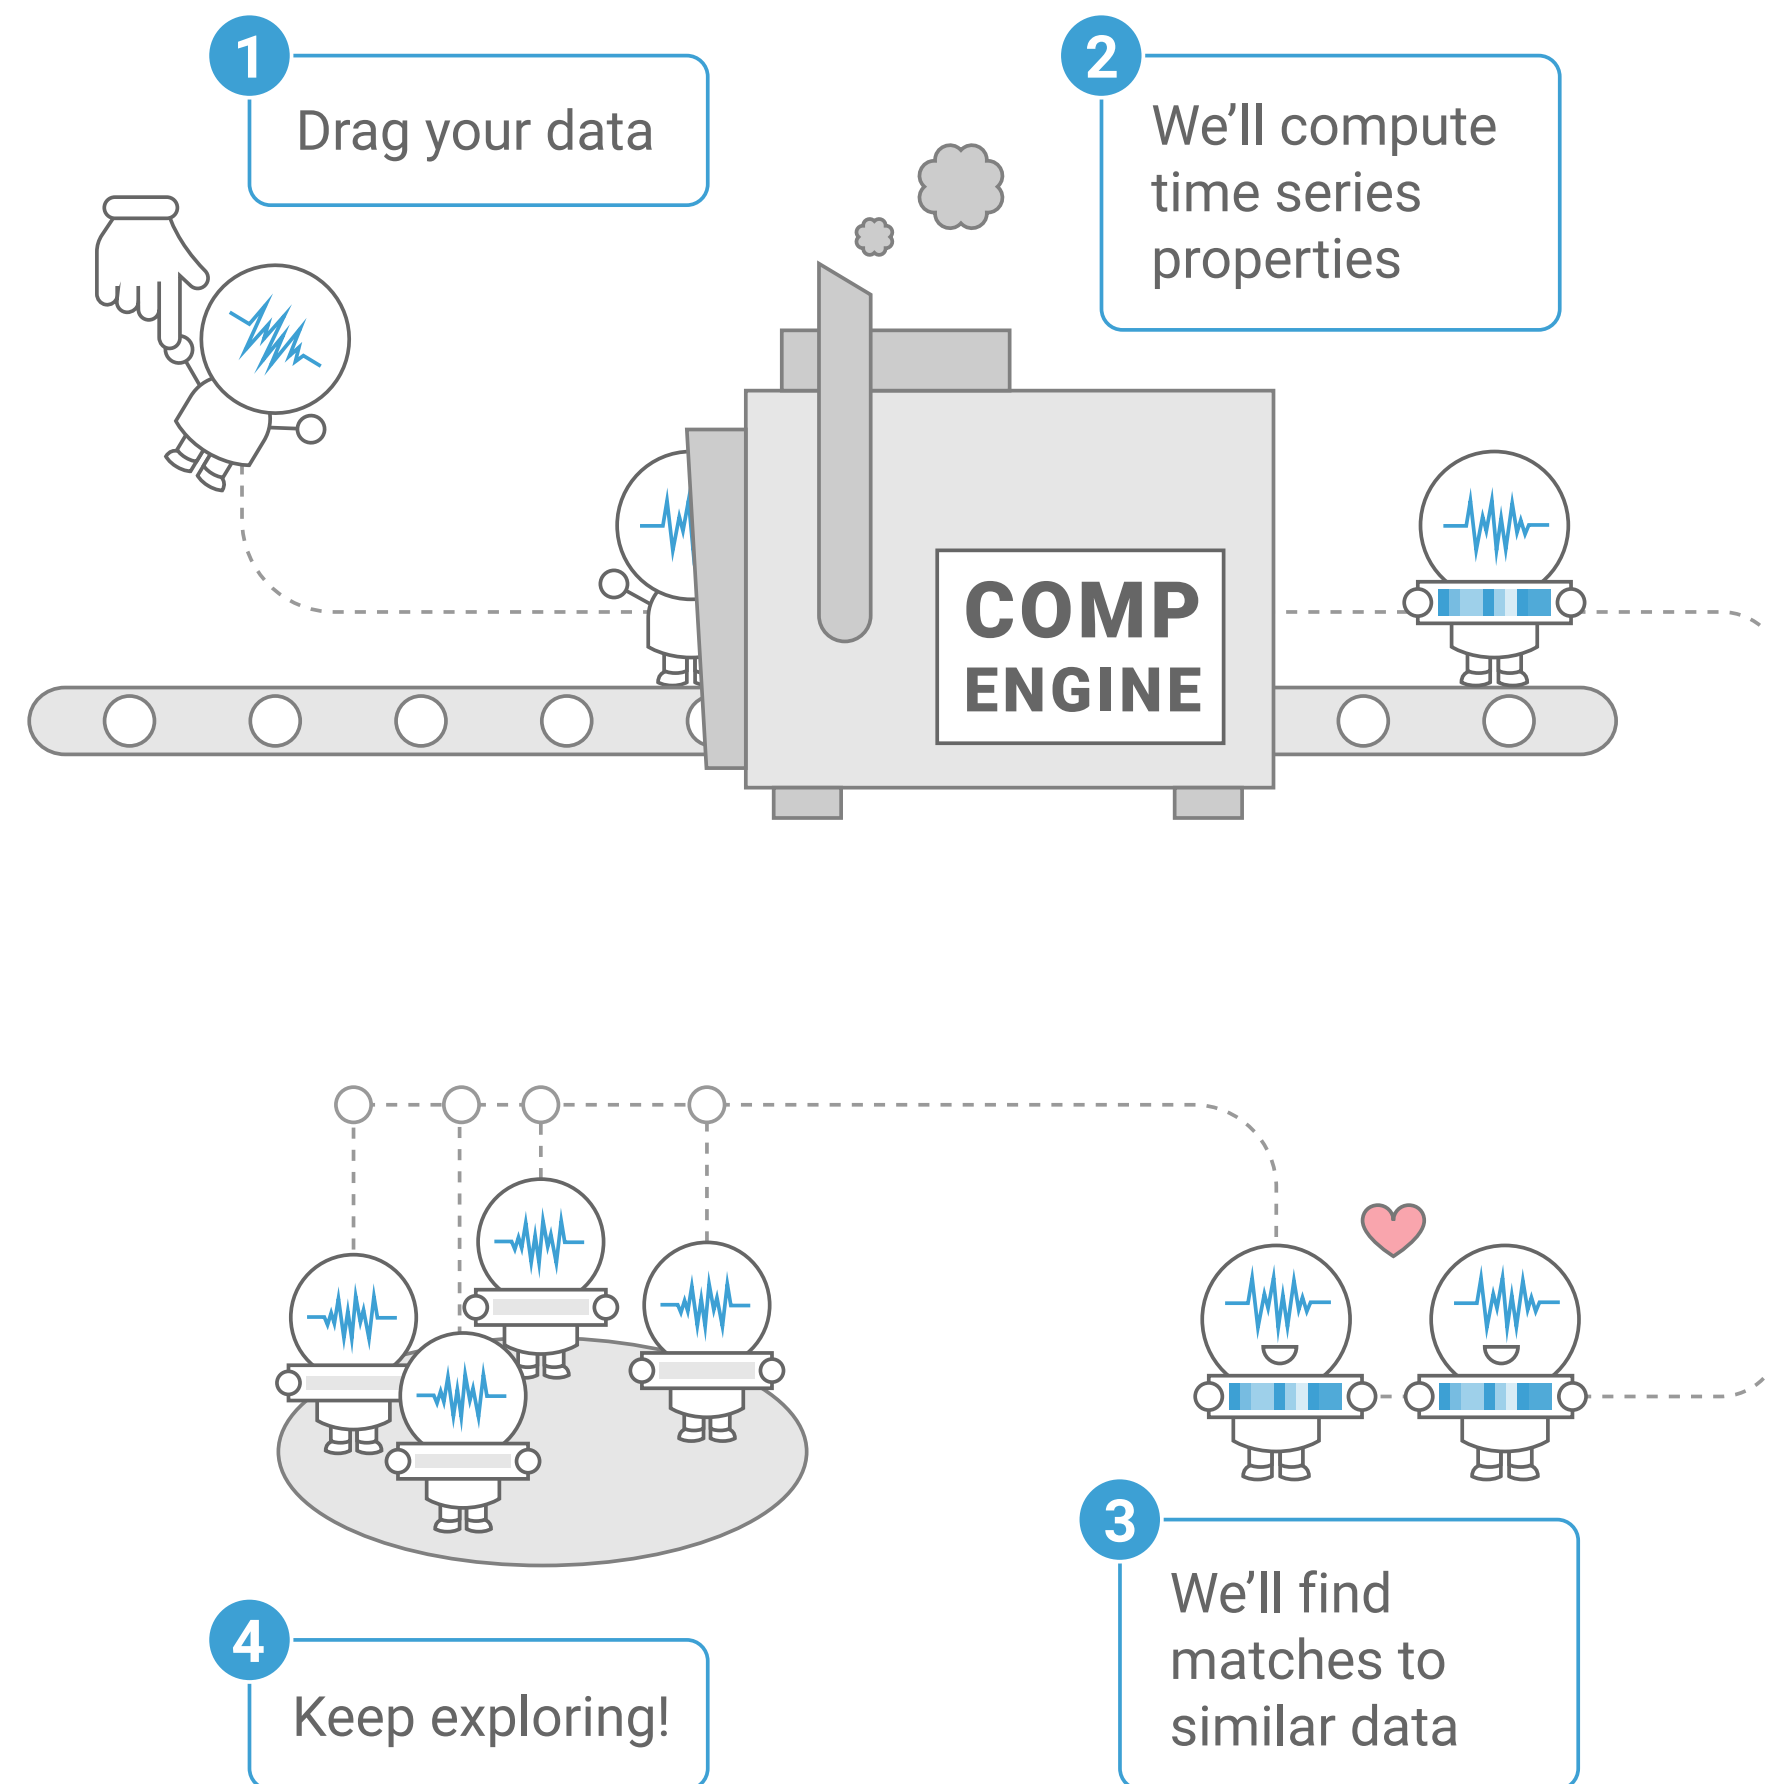 1
Drag your data
2
We'll compute
time series
properties
COMP
ENGINE
3
We'll find
matches to
similar data
4
Keep exploring!